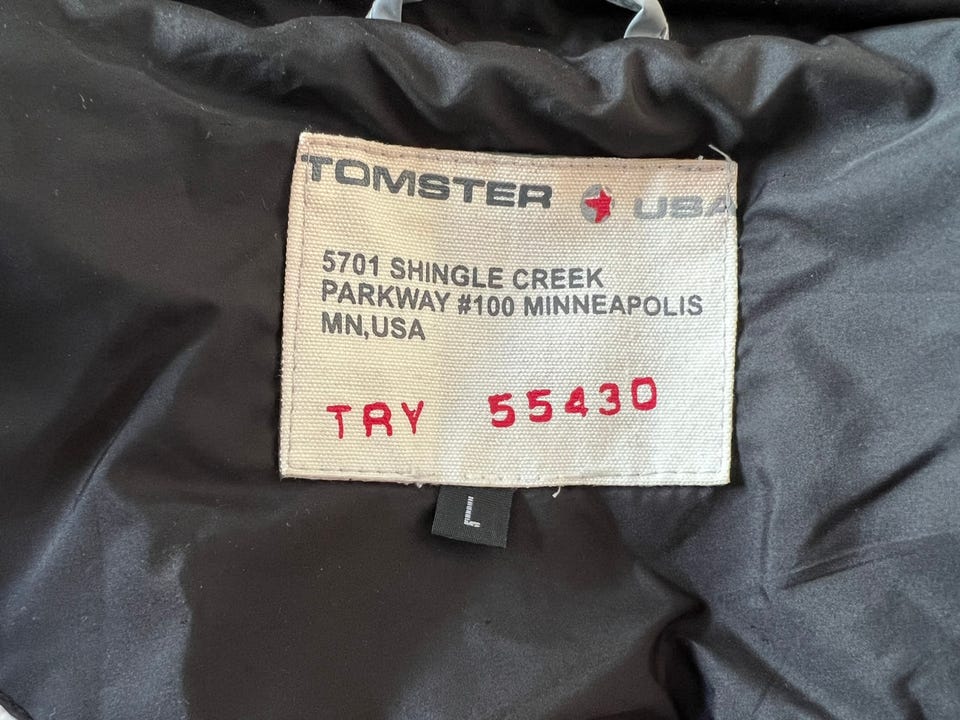 TOMSTER USA
5701 SHINGLE CREEK
PARKWAY #100 MINNEAPOLIS
MN,USA
TRY 55430
L